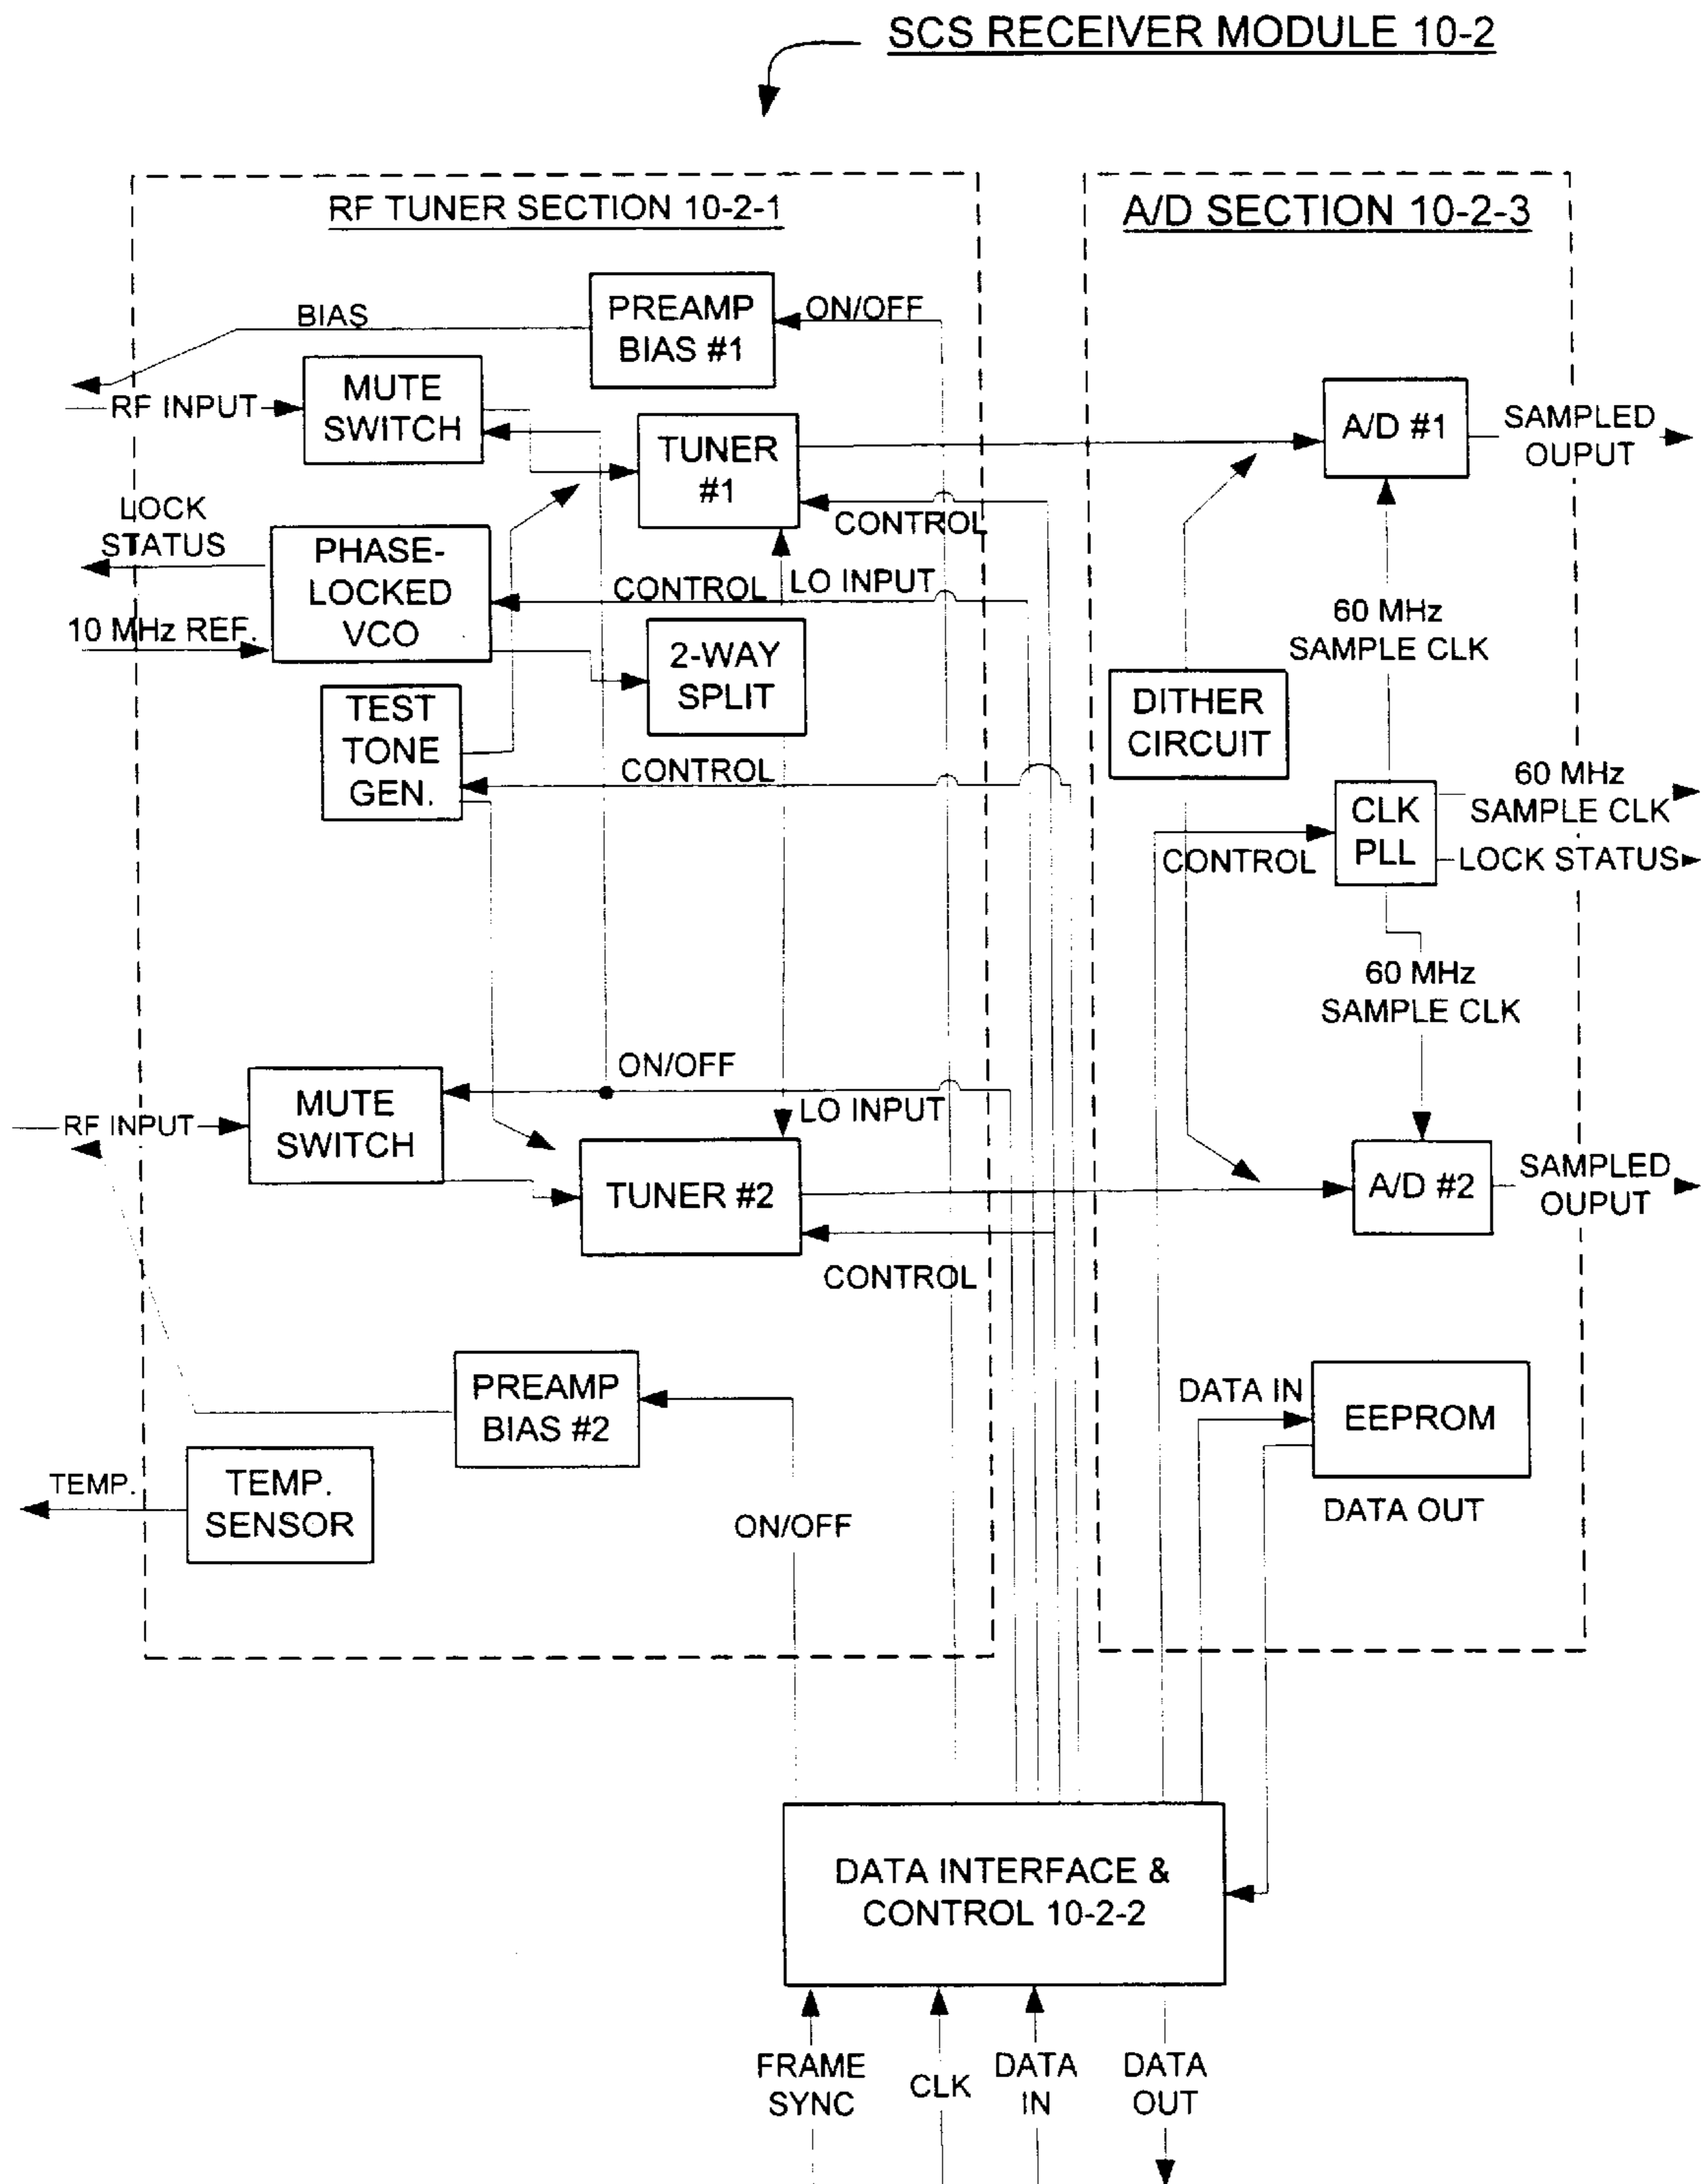 SCS RECEIVER MODULE 10-2
RF TUNER SECTION 10-2-1
A/D SECTION 10-2-3
BIAS
PREAMP
BIAS #1
ON/OFF
RF INPUT
MUTE
SWITCH
TUNER
#1
A/D #1
SAMPLED
OUPUT
LOCK
STATUS
PHASE-
LOCKED
VCO
CONTROL
CONTROL
LO INPUT
10 MHz REF.
2-WAY
SPLIT
60 MHz
SAMPLE CLK
TEST
TONE
GEN.
CONTROL
DITHER
CIRCUIT
CLK
PLL
60 MHz
SAMPLE CLK
CONTROL
LOCK STATUS
60 MHz
SAMPLE CLK
ON/OFF
RF INPUT
MUTE
SWITCH
LO INPUT
TUNER #2
A/D #2
SAMPLED
OUPUT
CONTROL
PREAMP
BIAS #2
DATA IN
EEPROM
TEMP.
TEMP.
SENSOR
ON/OFF
DATA OUT
DATA INTERFACE &
CONTROL 10-2-2
FRAME
SYNC
CLK
DATA
IN
DATA
OUT